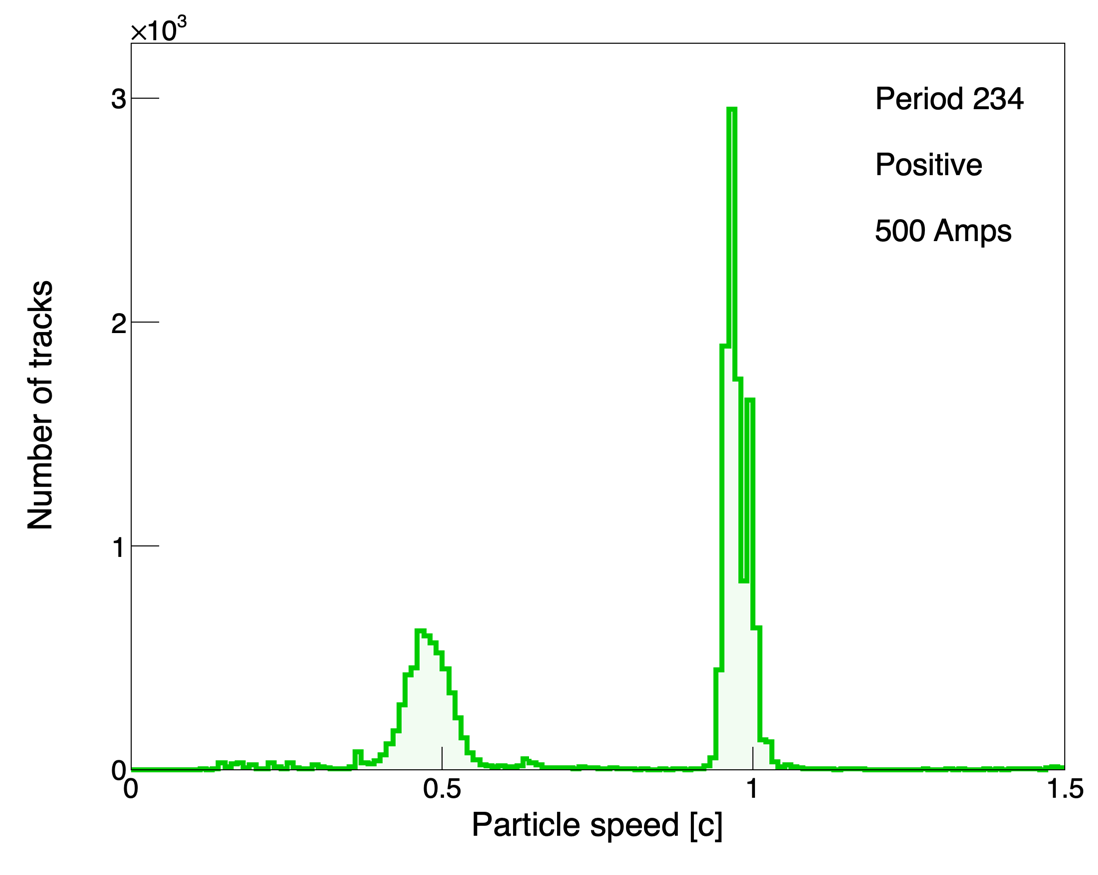 ×10³
3
2
1
0
0 0.5 1 1.5
Number of tracks
Particle speed [c]
Period 234
Positive
500 Amps